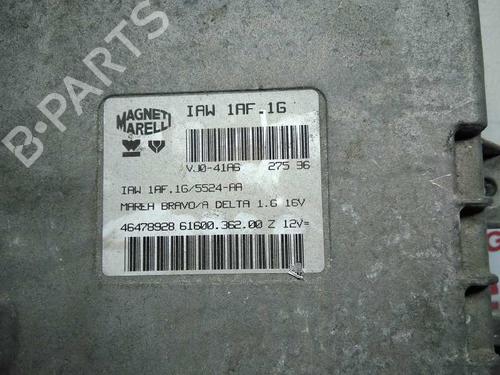 B-PARTS
MAGNETI
MARELLI
IAW 1AF.1G
VJ0-41A6 275 96
IAW 1AF.1G/5524-AA
MAREA BRAVO/A DELTA 1.6 16V
46478928 61600.362.00 Z 12V=